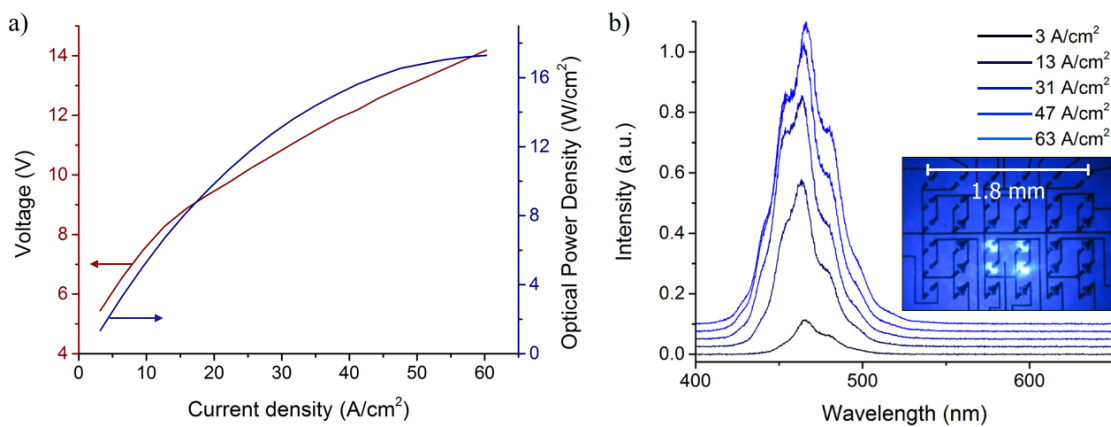 a)
Voltage (V)
14
12
10
8
6
4
0 10 20 30 40 50 60
Current density (A/cm²)
16
12
8
4
0
Optical Power Density (W/cm²)
b)
Intensity (a.u.)
1.0
0.8
0.6
0.4
0.2
0.0
400 500 600
Wavelength (nm)
3 A/cm²
13 A/cm²
31 A/cm²
47 A/cm²
63 A/cm²
1.8 mm